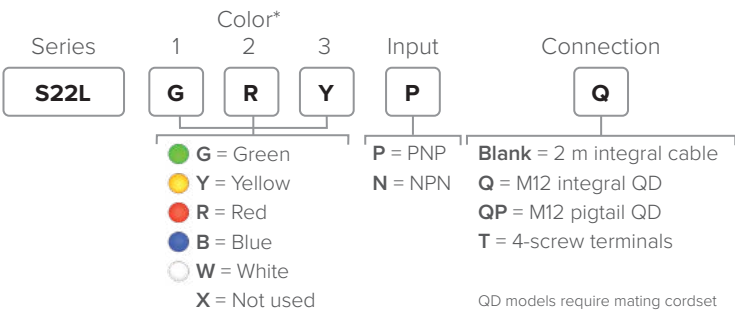 Color*
Series 1 2 3 Input Connection
S22L G R Y P Q
G = Green
Y = Yellow
R = Red
B = Blue
W = White
X = Not used
P = PNP
N = NPN
Blank = 2 m integral cable
Q = M12 integral QD
QP = M12 pigtail QD
T = 4-screw terminals
QD models require mating cordset